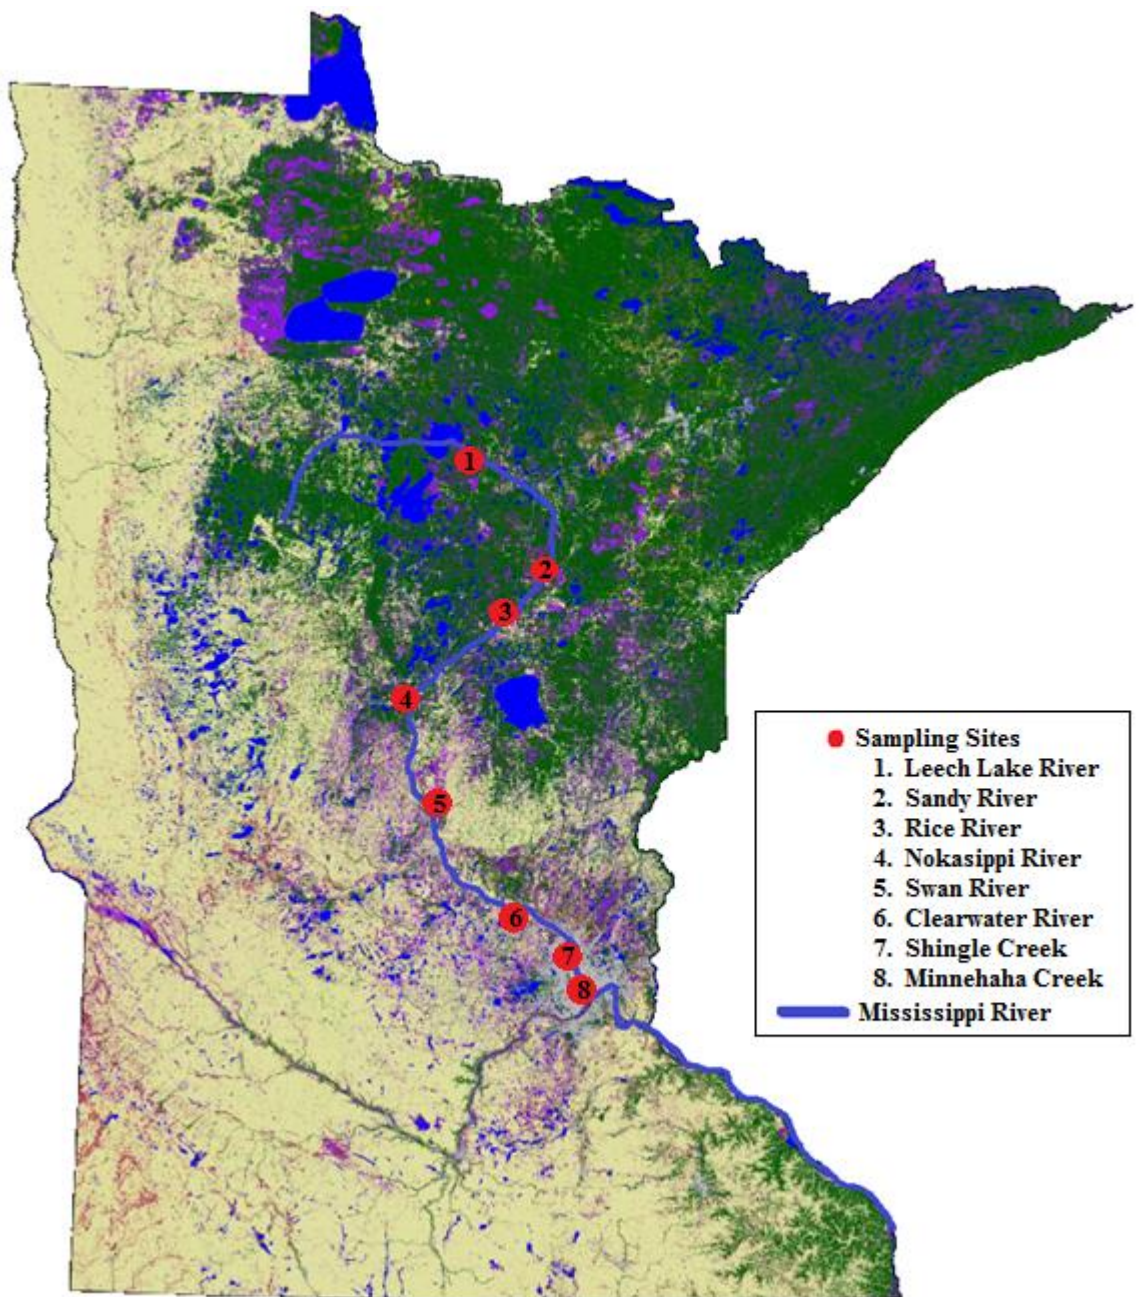 1
2
3
4
5
6
7
8
Sampling Sites
1. Leech Lake River
2. Sandy River
3. Rice River
4. Nokasippi River
5. Swan River
6. Clearwater River
7. Shingle Creek
8. Minnehaha Creek
Mississippi River